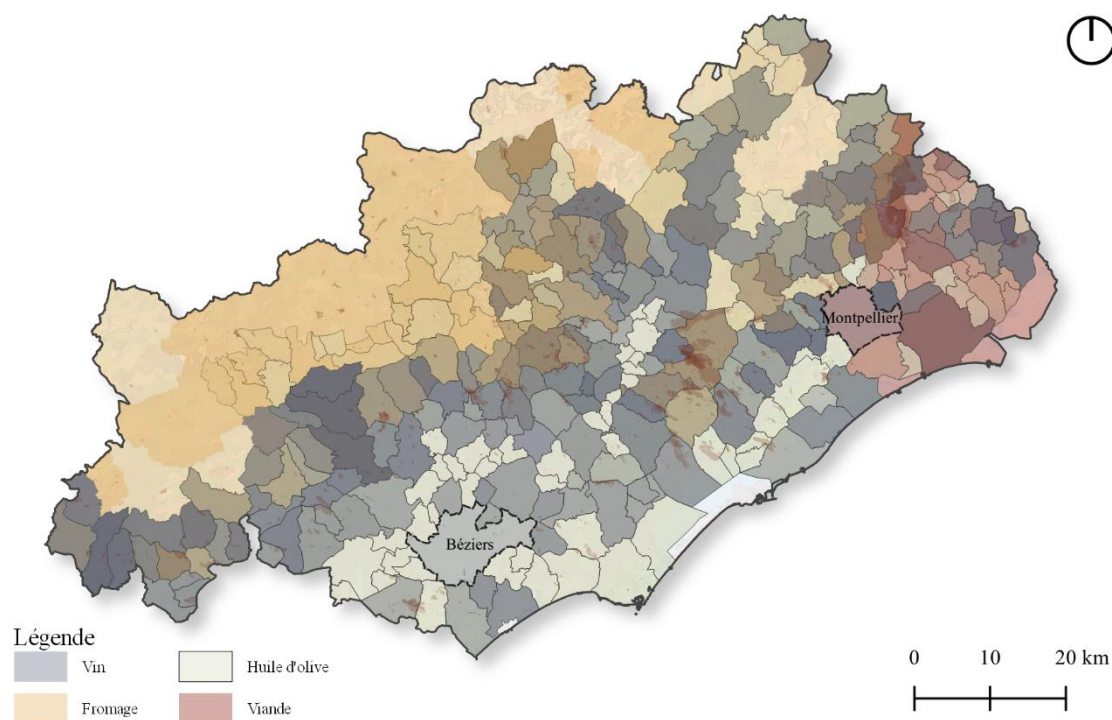 Montpellier
Béziers
Légende
Vin
Huile d'olive
Fromage
Viande
0 10 20 km